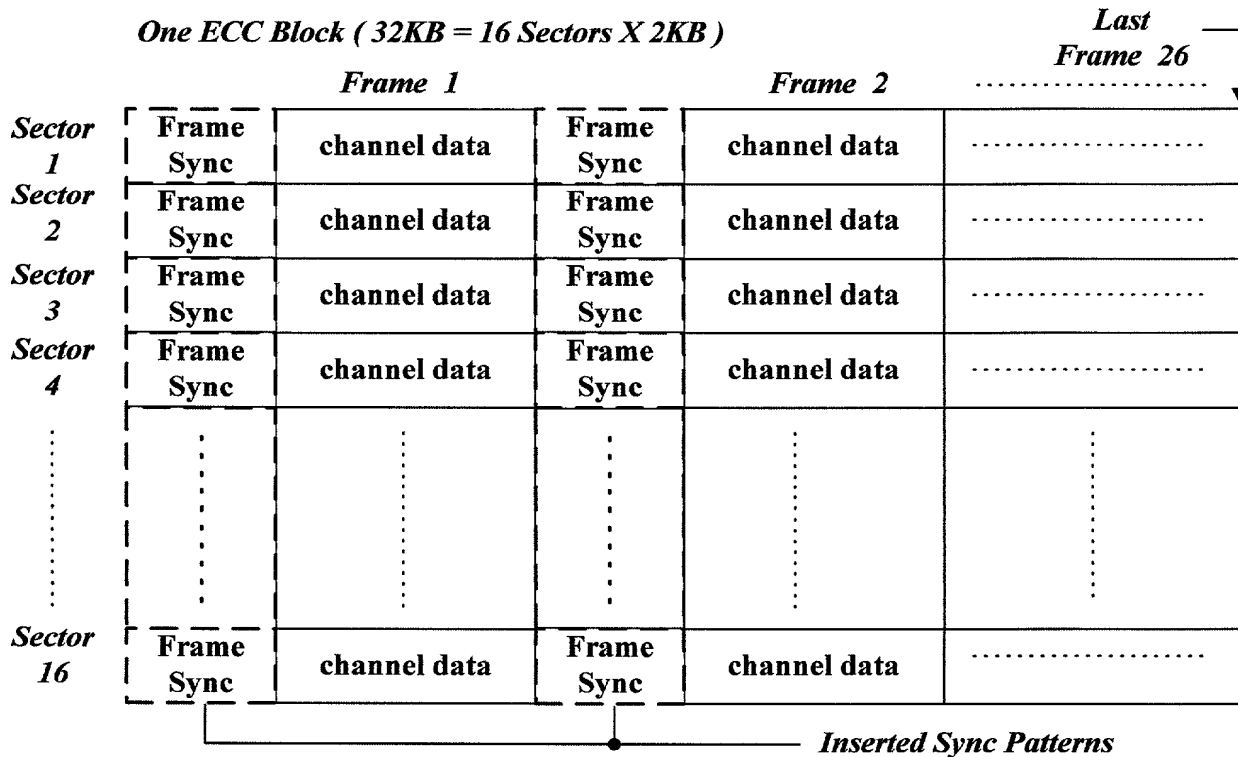 One ECC Block ( 32KB = 16 Sectors X 2KB )
Last
Frame 26
Frame 1
Frame 2
Sector
1
Frame
Sync
channel data
Frame
Sync
channel data
Sector
2
Frame
Sync
channel data
Frame
Sync
channel data
Sector
3
Frame
Sync
channel data
Frame
Sync
channel data
Sector
4
Frame
Sync
channel data
Frame
Sync
channel data
Sector
16
Frame
Sync
channel data
Frame
Sync
channel data
Inserted Sync Patterns